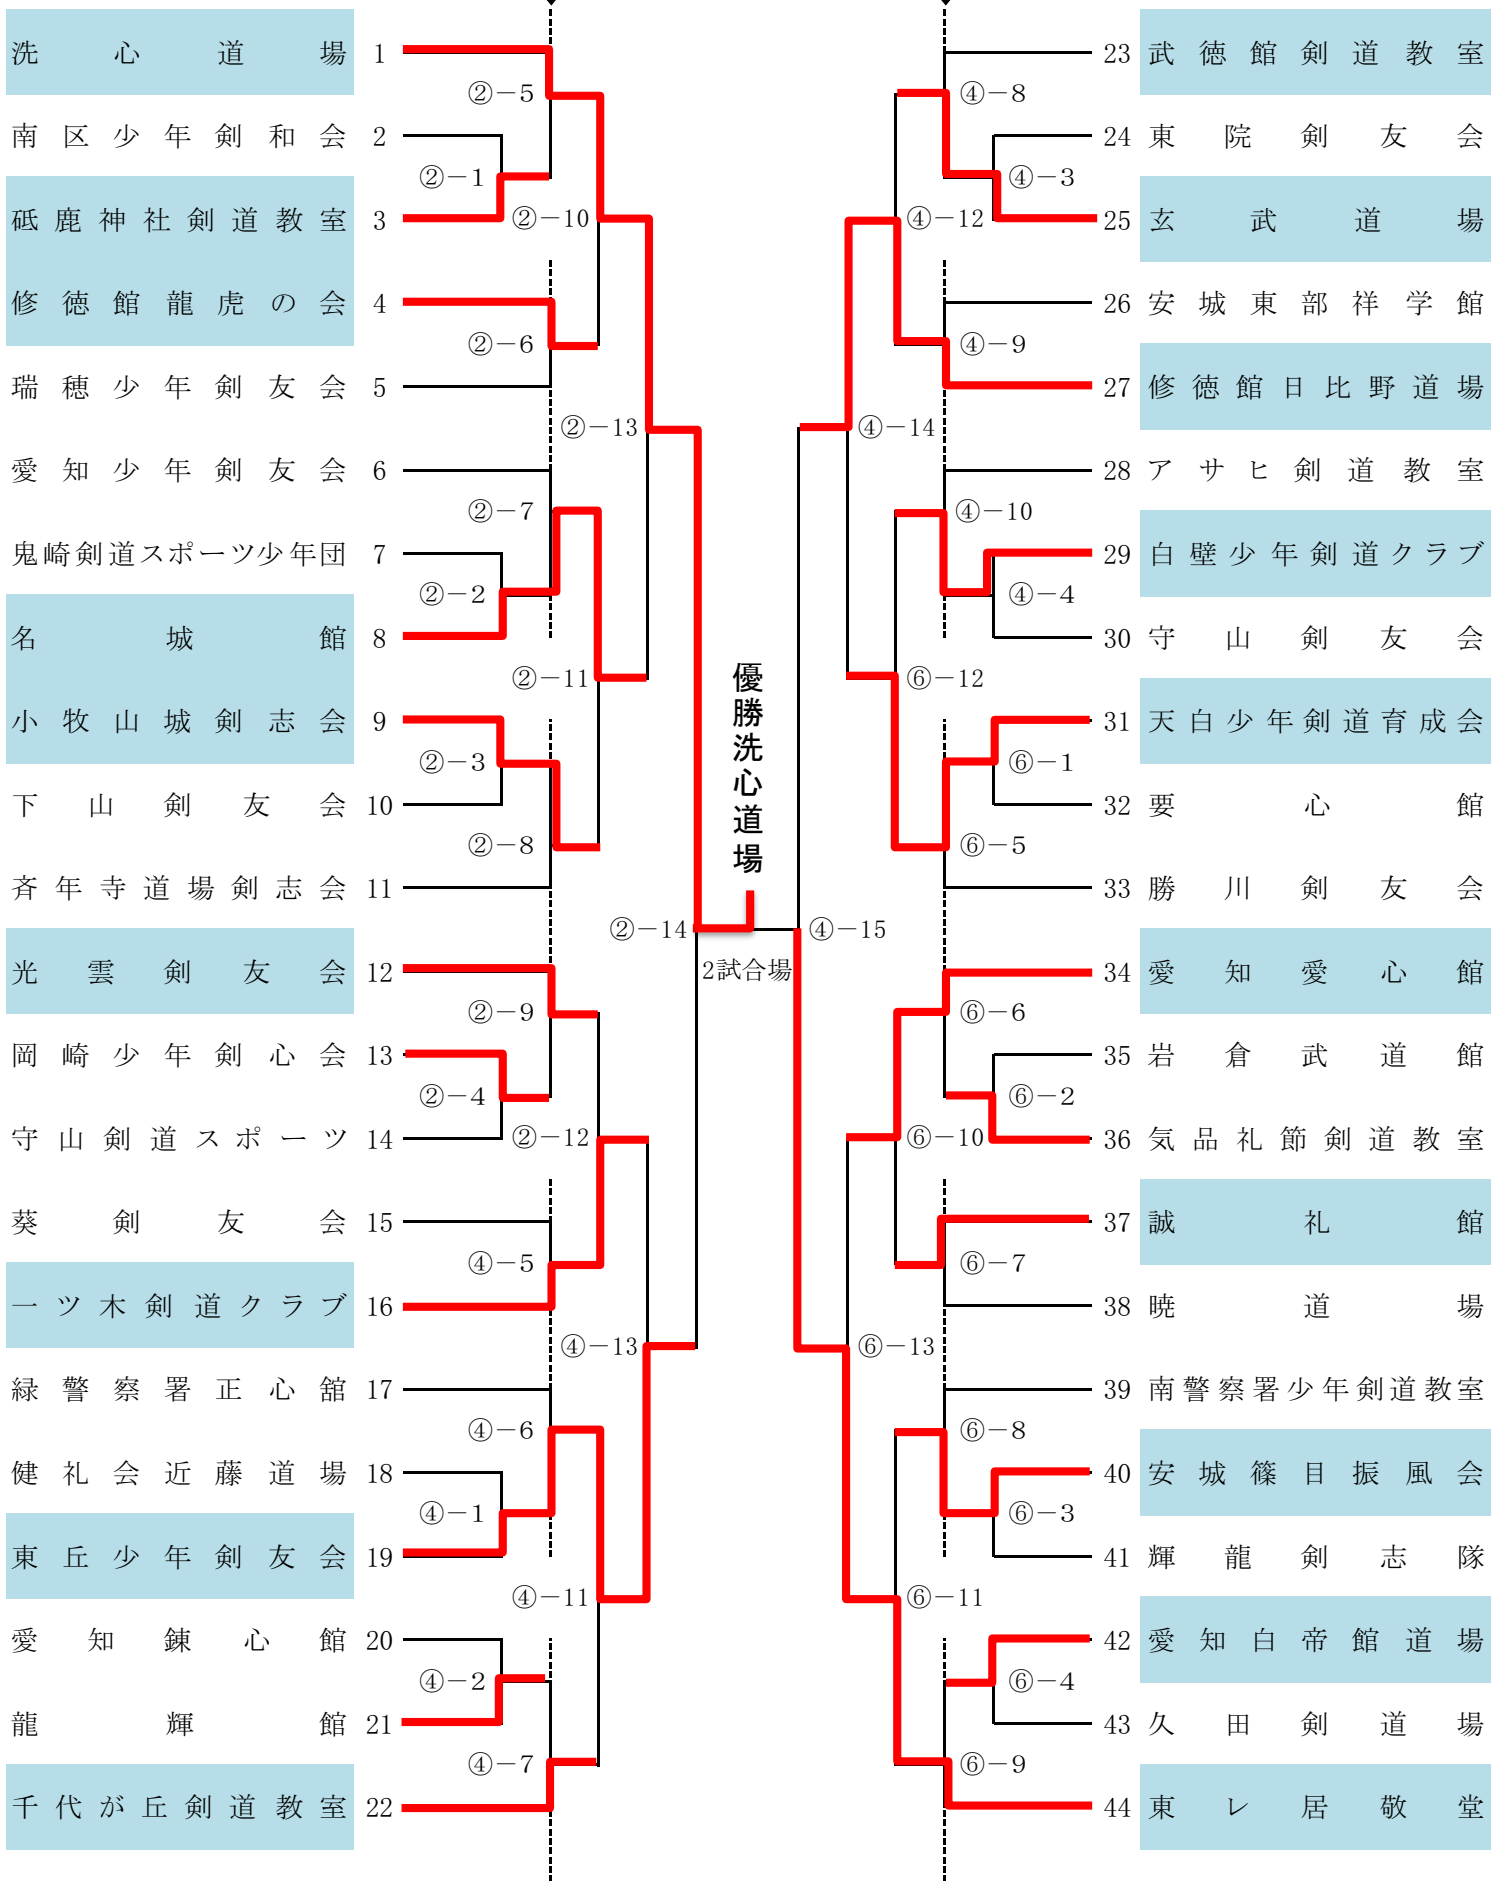 洗心道場 1
②－5
南区少年剣和会 2
②－1
砥鹿神社剣道教室 3
②－10
修徳館龍虎の会 4
②－6
瑞穂少年剣友会 5
②－13
愛知少年剣友会 6
②－7
鬼崎剣道スポーツ少年団 7
②－2
名城館 8
②－11
小牧山城剣志会 9
②－3
下山剣友会 10
②－8
斉年寺道場剣志会 11
②－14
光雲剣友会 12
②－9
岡崎少年剣心会 13
②－4
守山剣道スポーツ 14
②－12
葵剣友会 15
④－5
一ツ木剣道クラブ 16
④－13
緑警察署正心舘 17
④－6
健礼会近藤道場 18
④－1
東丘少年剣友会 19
④－11
愛知錬心館 20
④－2
龍輝館 21
④－7
千代が丘剣道教室 22
優勝洗心道場
2試合場
23 武徳館剣道教室
④－8
24 東院剣友会
④－3
25 玄武道場
④－12
26 安城東部祥学館
④－9
27 修徳館日比野道場
④－14
28 アサヒ剣道教室
④－10
29 白壁少年剣道クラブ
④－4
30 守山剣友会
⑥－12
31 天白少年剣道育成会
⑥－1
32 要心館
⑥－5
33 勝川剣友会
④－15
34 愛知愛心館
⑥－6
35 岩倉武道館
⑥－2
36 気品礼節剣道教室
⑥－10
37 誠礼館
⑥－7
38 暁道場
⑥－13
39 南警察署少年剣道教室
⑥－8
40 安城篠目振風会
⑥－3
41 輝龍剣志隊
⑥－11
42 愛知白帝館道場
⑥－4
43 久田剣道場
⑥－9
44 東レ居敬堂